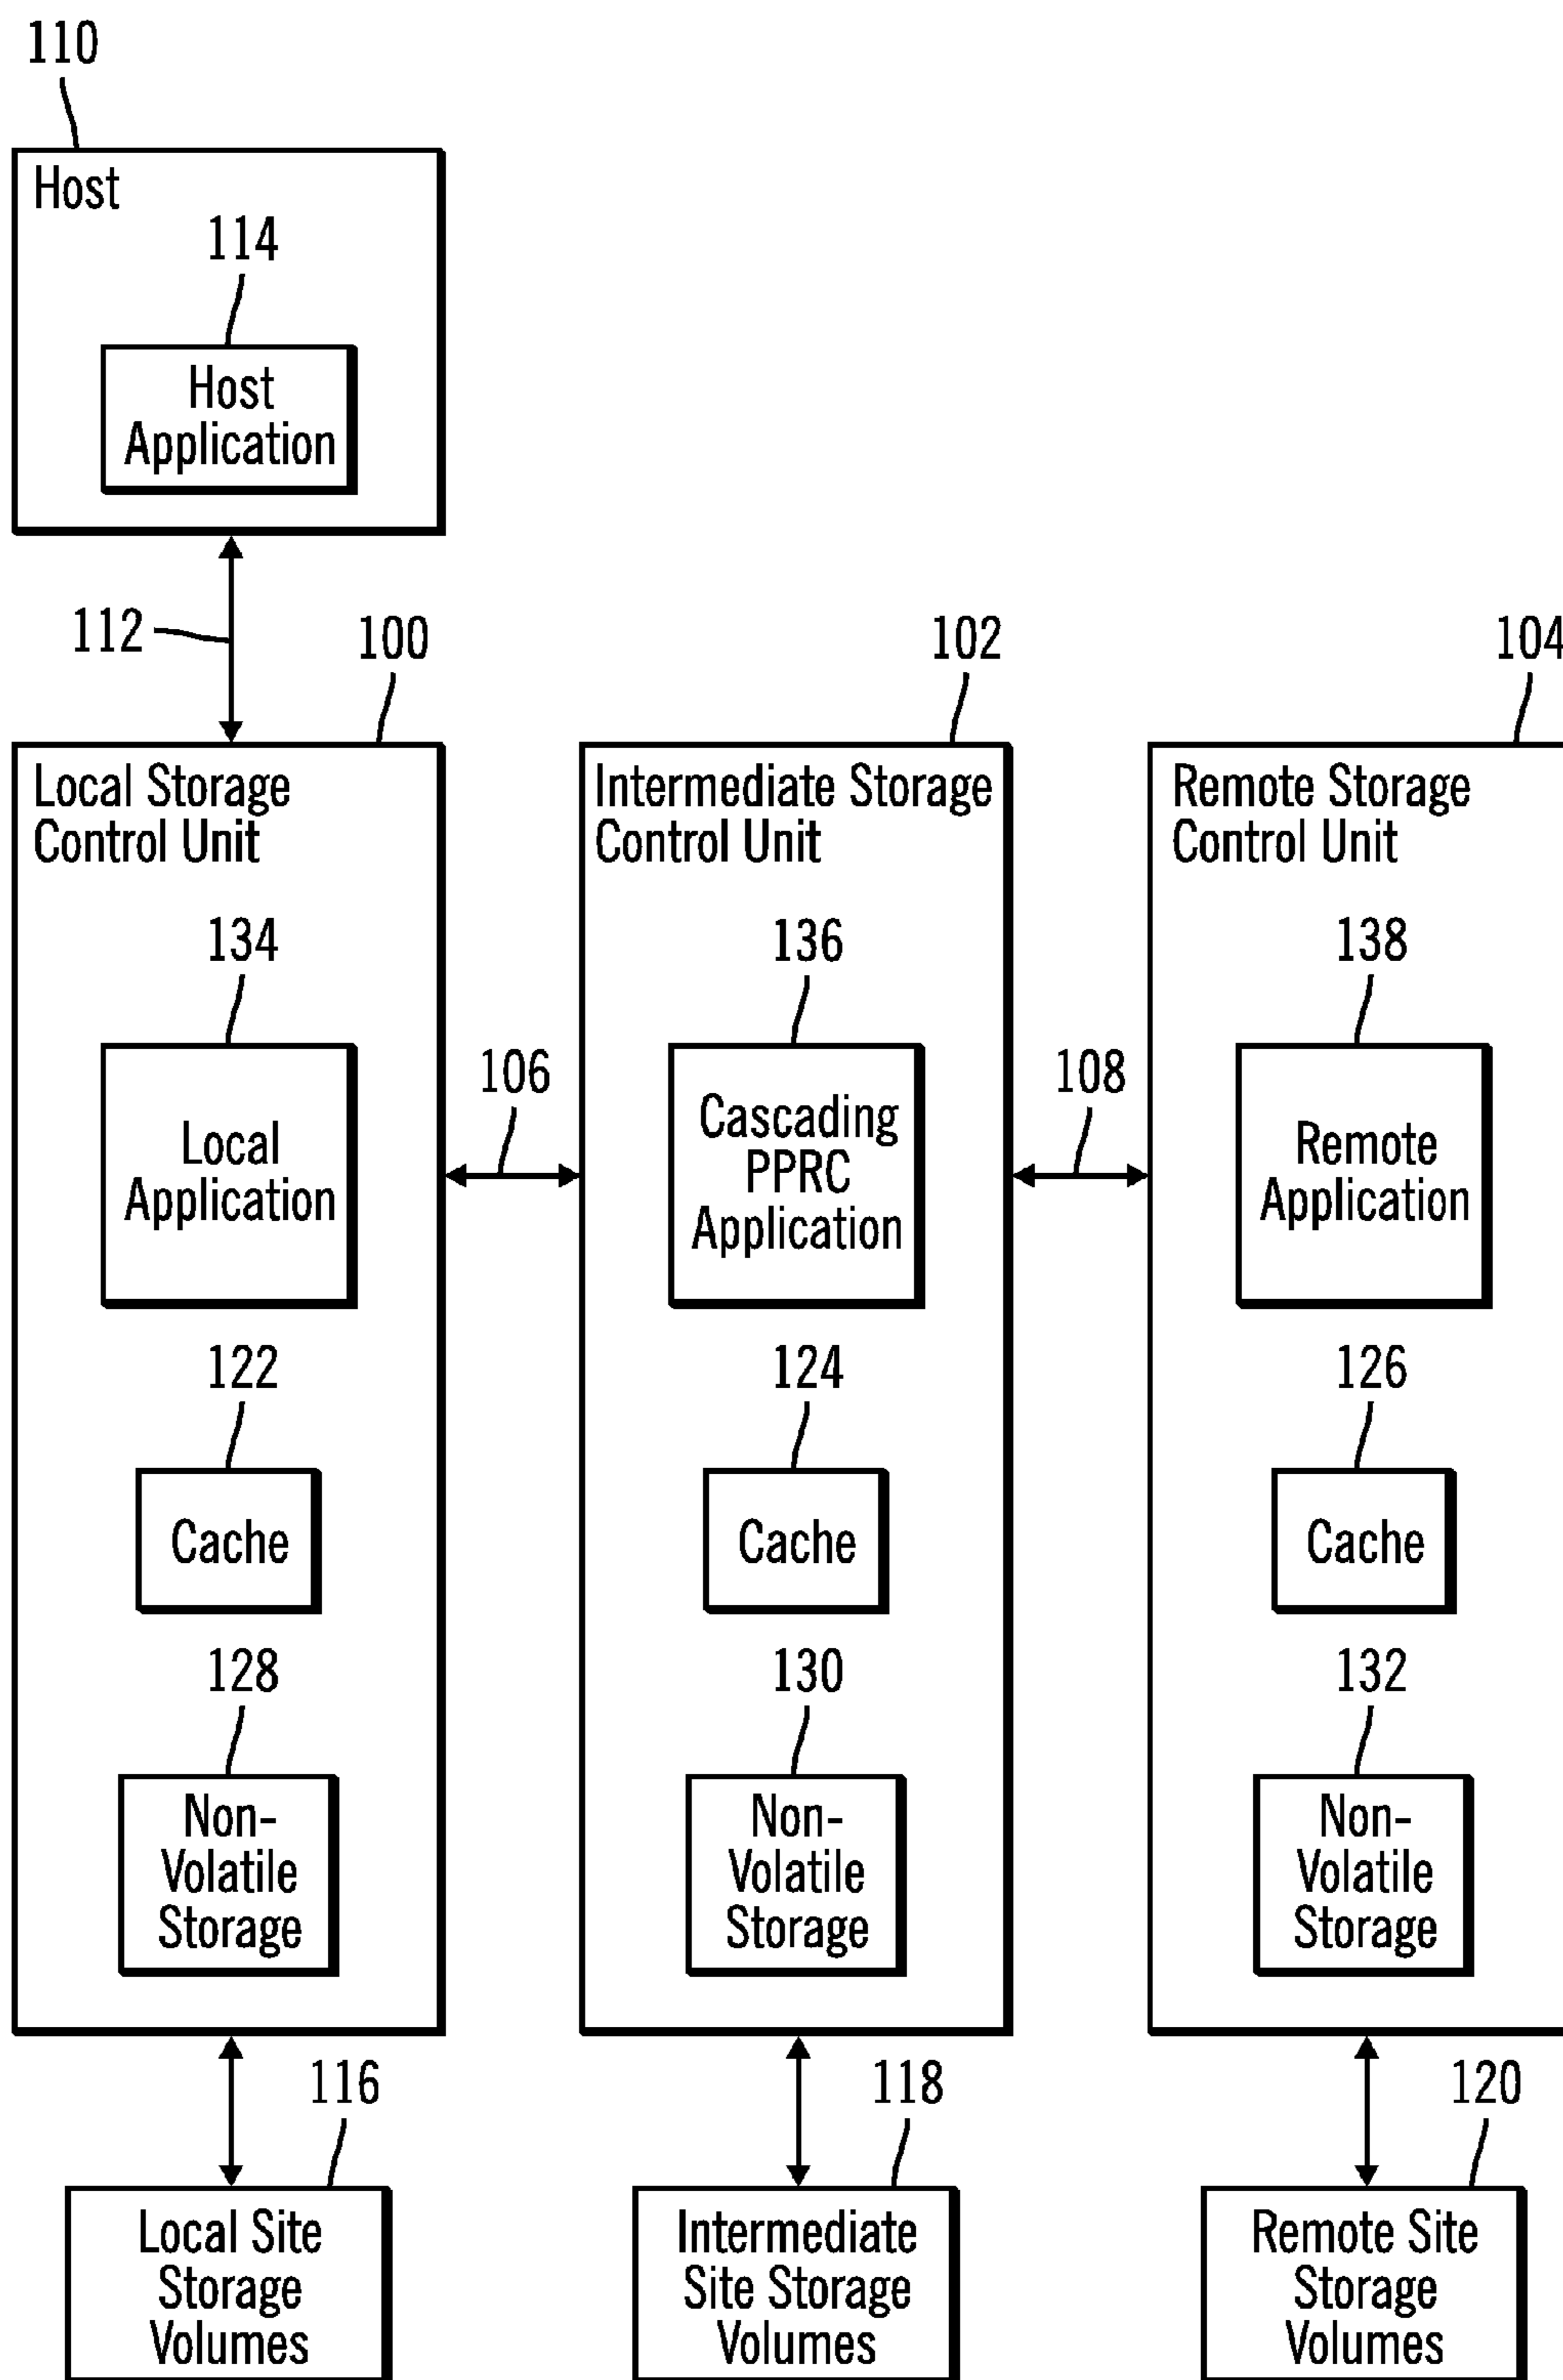 110
Host
114
Host
Application
112
100
102
104
Local Storage
Control Unit
Intermediate Storage
Control Unit
Remote Storage
Control Unit
134
136
138
Local
Application
106
Cascading
PPRC
Application
108
Remote
Application
122
124
126
Cache
Cache
Cache
128
130
132
Non-
Volatile
Storage
Non-
Volatile
Storage
Non-
Volatile
Storage
116
118
120
Local Site
Storage
Volumes
Intermediate
Site Storage
Volumes
Remote Site
Storage
Volumes